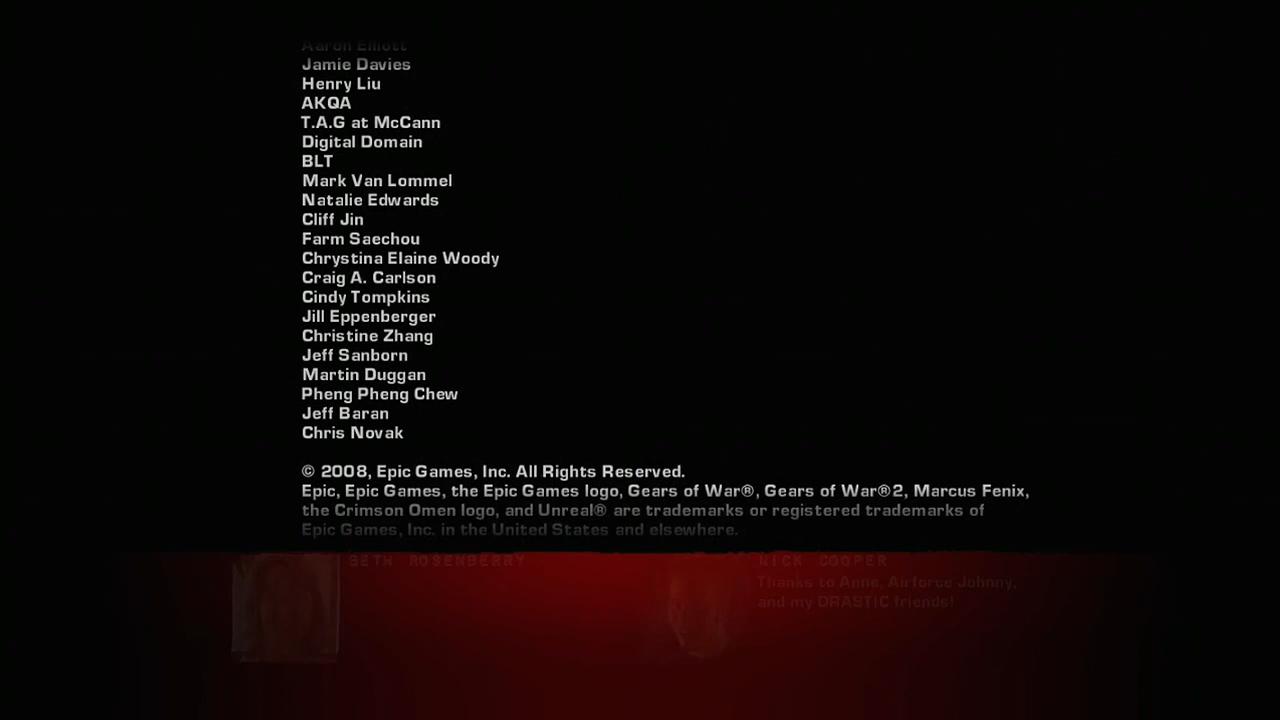 Aaron Elliott
Jamie Davies
Henry Liu
AKQA
T.A.G at McCann
Digital Domain
BLT
Mark Van Lommel
Natalie Edwards
Cliff Jin
Farm Saechou
Chrystina Elaine Woody
Craig A. Carlson
Cindy Tompkins
Jill Eppenberger
Christine Zhang
Jeff Sanborn
Martin Duggan
Pheng Pheng Chew
Jeff Baran
Chris Novak
© 2008, Epic Games, Inc. All Rights Reserved.
Epic, Epic Games, the Epic Games logo, Gears of War®, Gears of War®2, Marcus Fenix,
the Crimson Omen logo, and Unreal® are trademarks or registered trademarks of
Epic Games, Inc. in the United States and elsewhere.
BETH ROSENBERRY
NICK COOPER
Thanks to Anne, Airforce Johnny,
and my DRASTIC friends!